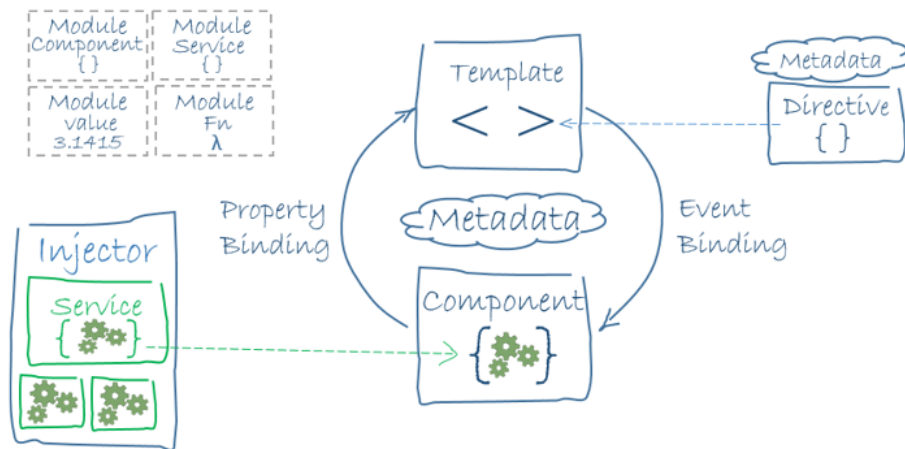 Module
Component
{ }
Module
Service
{ }
Module
value
3.1415
Module
Fn
λ
Template
< >
Metadata
Directive
{ }
Property
Binding
Metadata
Event
Binding
Injector
Service
{ }
Component
{ }